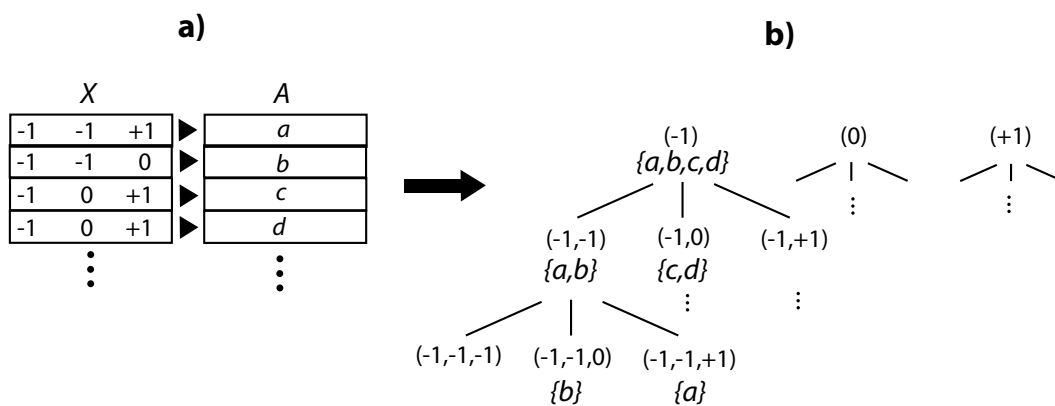 a)
X A
-1 -1 +1 a
-1 -1 0 b
-1 0 +1 c
-1 0 +1 d
b)
(-1) (0) (+1)
{a,b,c,d}
(-1,-1) (-1,0) (-1,+1)
{a,b} {c,d}
(-1,-1,-1) (-1,-1,0) (-1,-1,+1)
{b} {a}